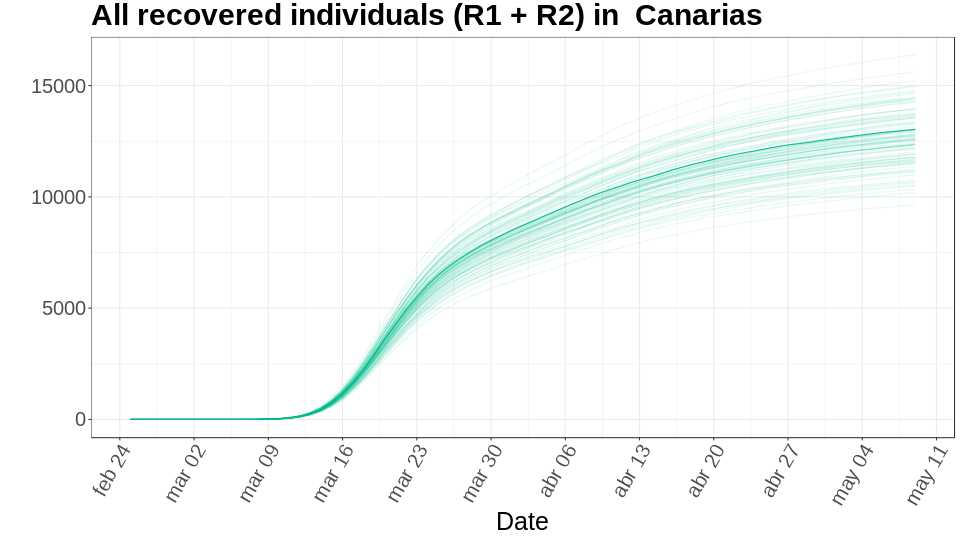 All recovered individuals (R1 + R2) in  Canarias
15000
10000
5000
0
feb 24
mar 02
mar 09
mar 16
mar 23
mar 30
abr 06
abr 13
abr 20
abr 27
may 04
may 11
Date